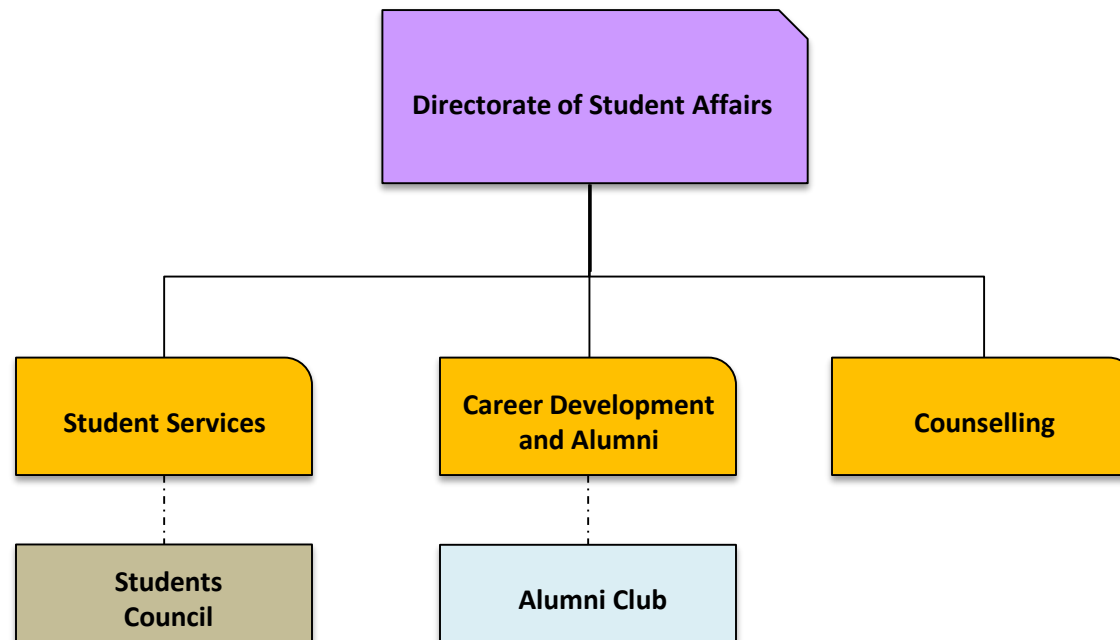 Directorate of Student Affairs
Student Services
Career Development
and Alumni
Counselling
Students
Council
Alumni Club